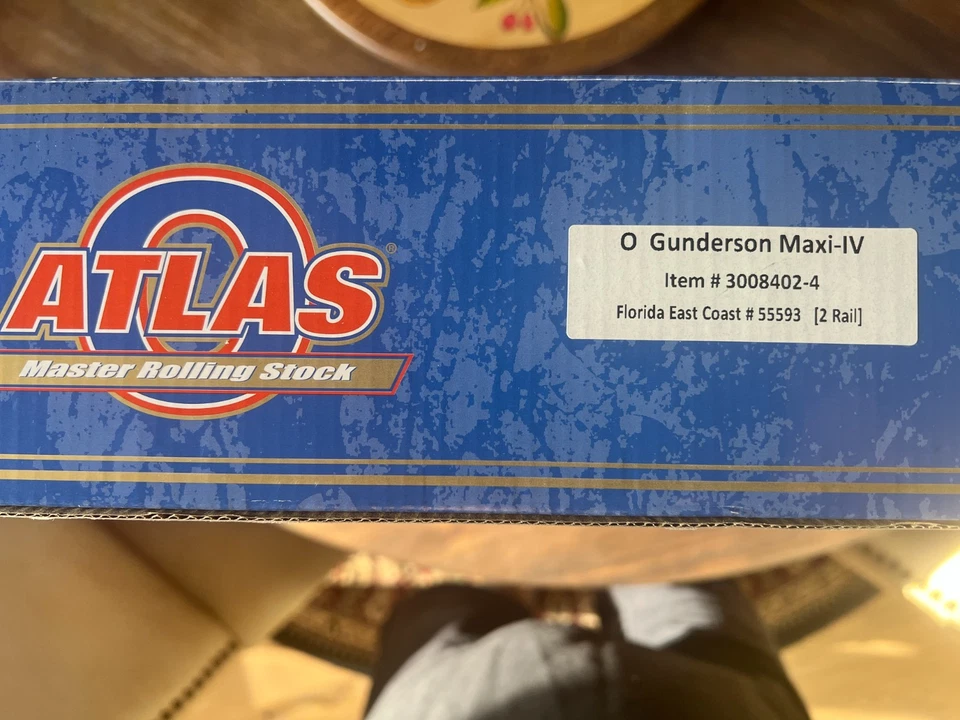 ATLAS®
Master Rolling Stock
O Gunderson Maxi-IV
Item # 3008402-4
Florida East Coast # 55593 [2 Rail]